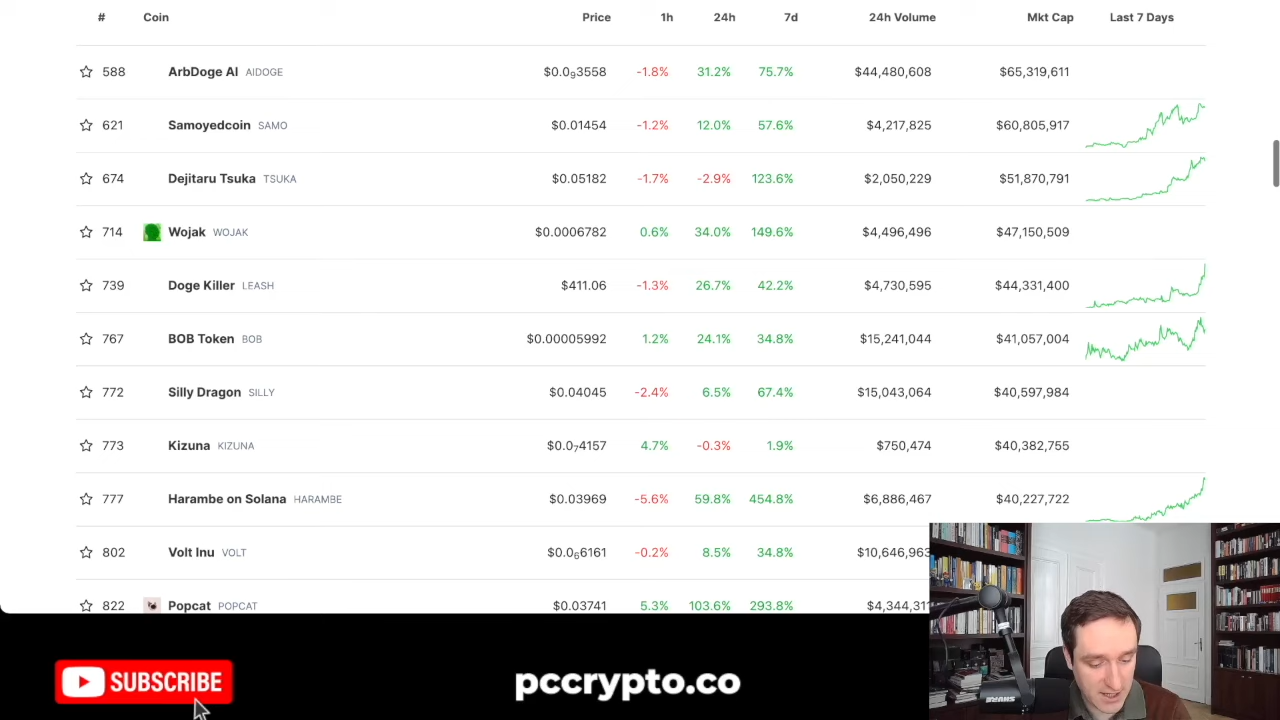 # Coin Price 1h 24h 7d 24h Volume Mkt Cap Last 7 Days
588 ArbDoge AI AIDOGE $0.0₉3558 -1.8% 31.2% 75.7% $44,480,608 $65,319,611
621 Samoyedcoin SAMO $0.01454 -1.2% 12.0% 57.6% $4,217,825 $60,805,917
674 Dejitaru Tsuka TSUKA $0.05182 -1.7% -2.9% 123.6% $2,050,229 $51,870,791
714 Wojak WOJAK $0.0006782 0.6% 34.0% 149.6% $4,496,496 $47,150,509
739 Doge Killer LEASH $411.06 -1.3% 26.7% 42.2% $4,730,595 $44,331,400
767 BOB Token BOB $0.00005992 1.2% 24.1% 34.8% $15,241,044 $41,057,004
772 Silly Dragon SILLY $0.04045 -2.4% 6.5% 67.4% $15,043,064 $40,597,984
773 Kizuna KIZUNA $0.0₇4157 4.7% -0.3% 1.9% $750,474 $40,382,755
777 Harambe on Solana HARAMBE $0.03969 -5.6% 59.8% 454.8% $6,886,467 $40,227,722
802 Volt Inu VOLT $0.0₆6161 -0.2% 8.5% 34.8% $10,646,963
822 Popcat POPCAT $0.03741 5.3% 103.6% 293.8% $4,344,311
SUBSCRIBE
pccrypto.co